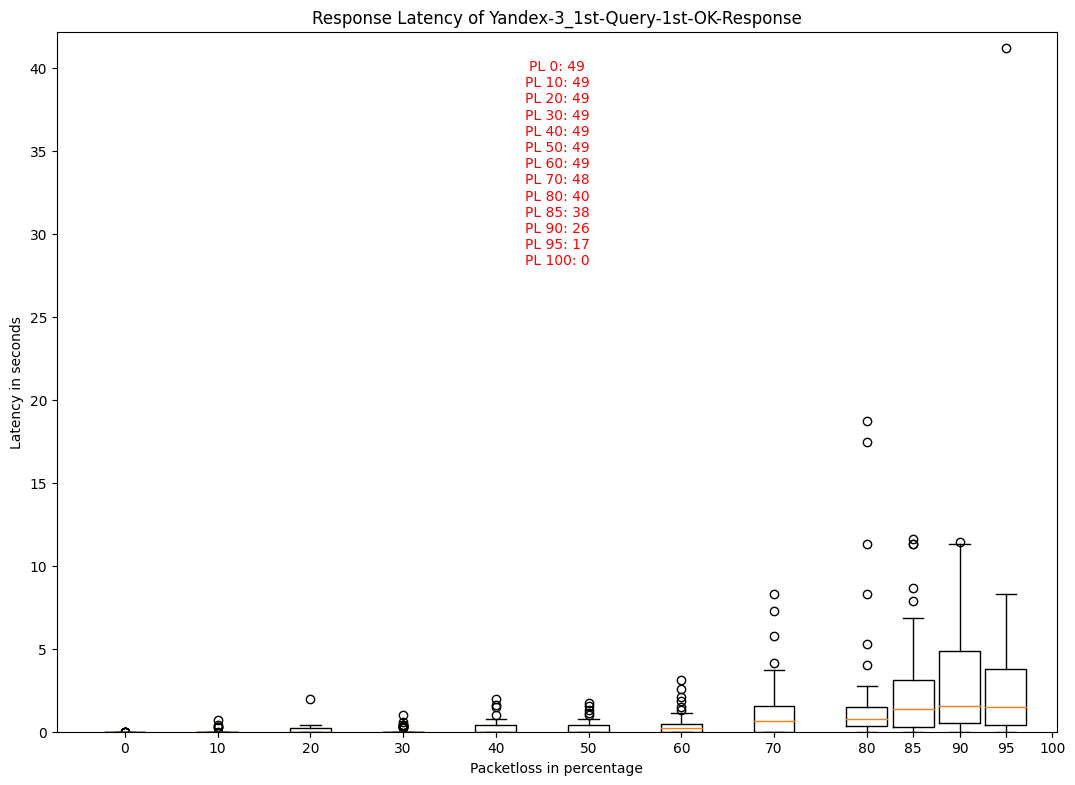 Response Latency of Yandex-3_1st-Query-1st-OK-Response
PL 0: 49
PL 10: 49
PL 20: 49
PL 30: 49
PL 40: 49
PL 50: 49
PL 60: 49
PL 70: 48
PL 80: 40
PL 85: 38
PL 90: 26
PL 95: 17
PL 100: 0
Latency in seconds
40
35
30
25
20
15
10
5
0
0 10 20 30 40 50 60 70 80 85 90 95 100
Packetloss in percentage